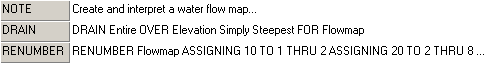 NOTE Create and interpret a water flow map...
DRAIN DRAIN Entire OVER Elevation Simply Steepest FOR Flowmap
RENUMBER RENUMBER Flowmap ASSIGNING 10 TO 1 THRU 2 ASSIGNING 20 TO 2 THRU 8 ...